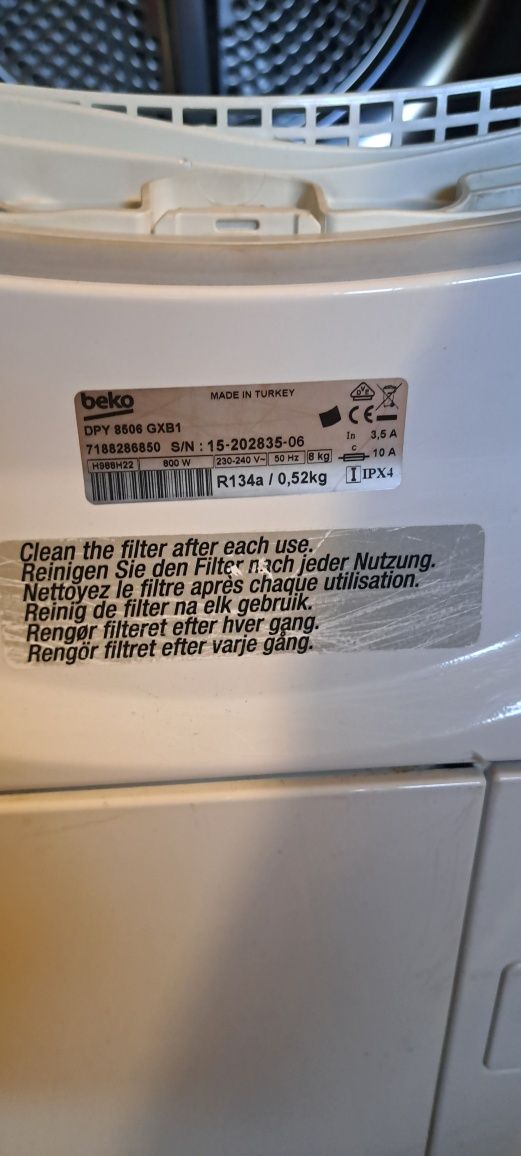 beko
MADE IN TURKEY
DPY 8506 GXB1
7188286850 S/N : 15-202835-06
In 3,5 A
H988H22 800 W 230-240 V~ 50 Hz 8 kg 10 A
R134a / 0,52kg IPX4
Clean the filter after each use.
Reinigen Sie den Filter nach jeder Nutzung.
Nettoyez le filtre après chaque utilisation.
Reinig de filter na elk gebruik.
Rengør filteret efter hver gang.
Rengör filtret efter varje gång.